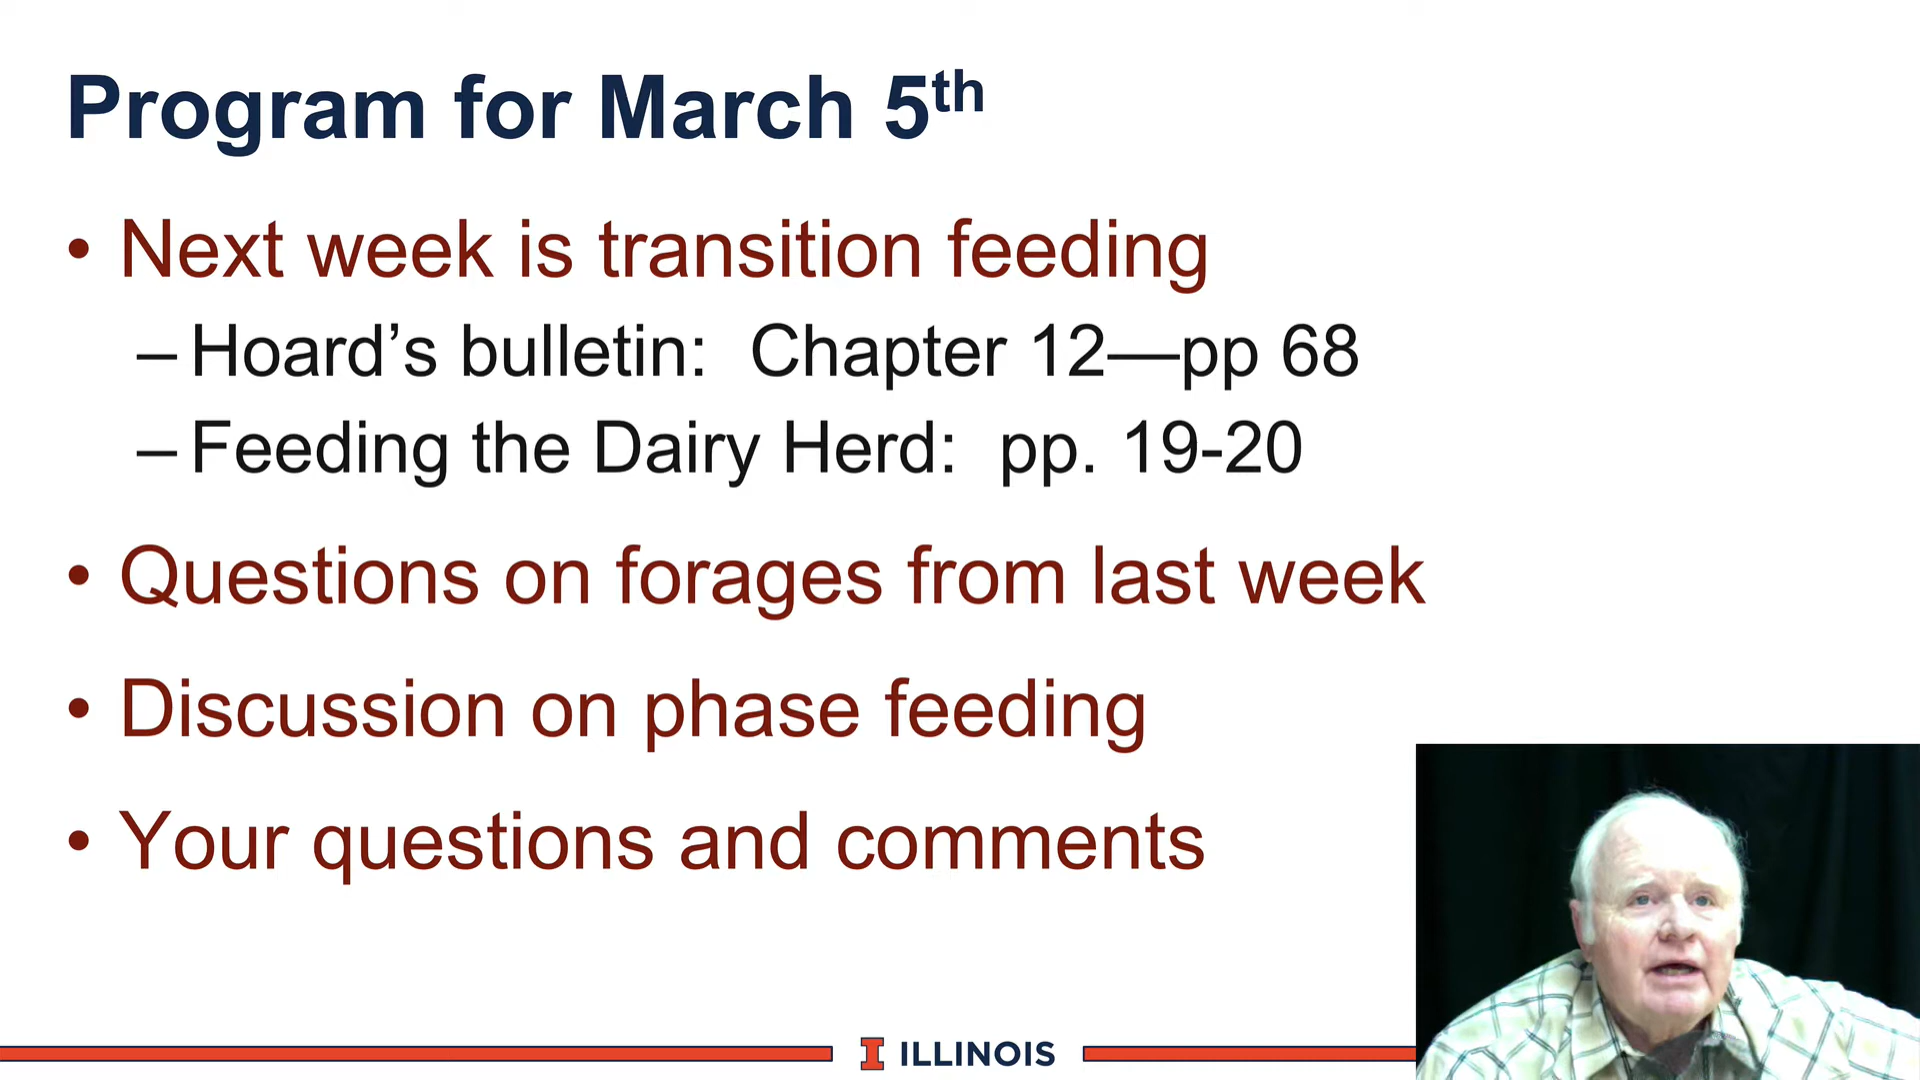 Program for March 5th
• Next week is transition feeding
– Hoard’s bulletin: Chapter 12—pp 68
– Feeding the Dairy Herd: pp. 19-20
• Questions on forages from last week
• Discussion on phase feeding
• Your questions and comments
I ILLINOIS